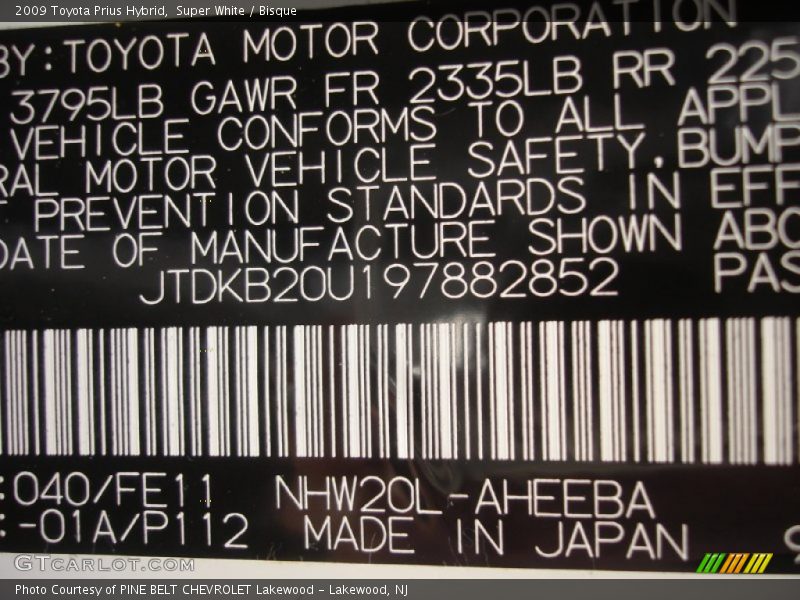 2009 Toyota Prius Hybrid, Super White / Bisque
BY: TOYOTA MOTOR CORPORATION
3795LB GAWR FR 2335LB RR 225
VEHICLE CONFORMS TO ALL APPL
RAL MOTOR VEHICLE SAFETY, BUMP
T PREVENTION STANDARDS IN EFF
DATE OF MANUFACTURE SHOWN ABO
JTDKB20U197882852 PAS
:040/FE11 NHW20L-AHEEBA
:-01A/P112 MADE IN JAPAN
GTCARLOT.COM
Photo Courtesy of PINE BELT CHEVROLET Lakewood - Lakewood, NJ